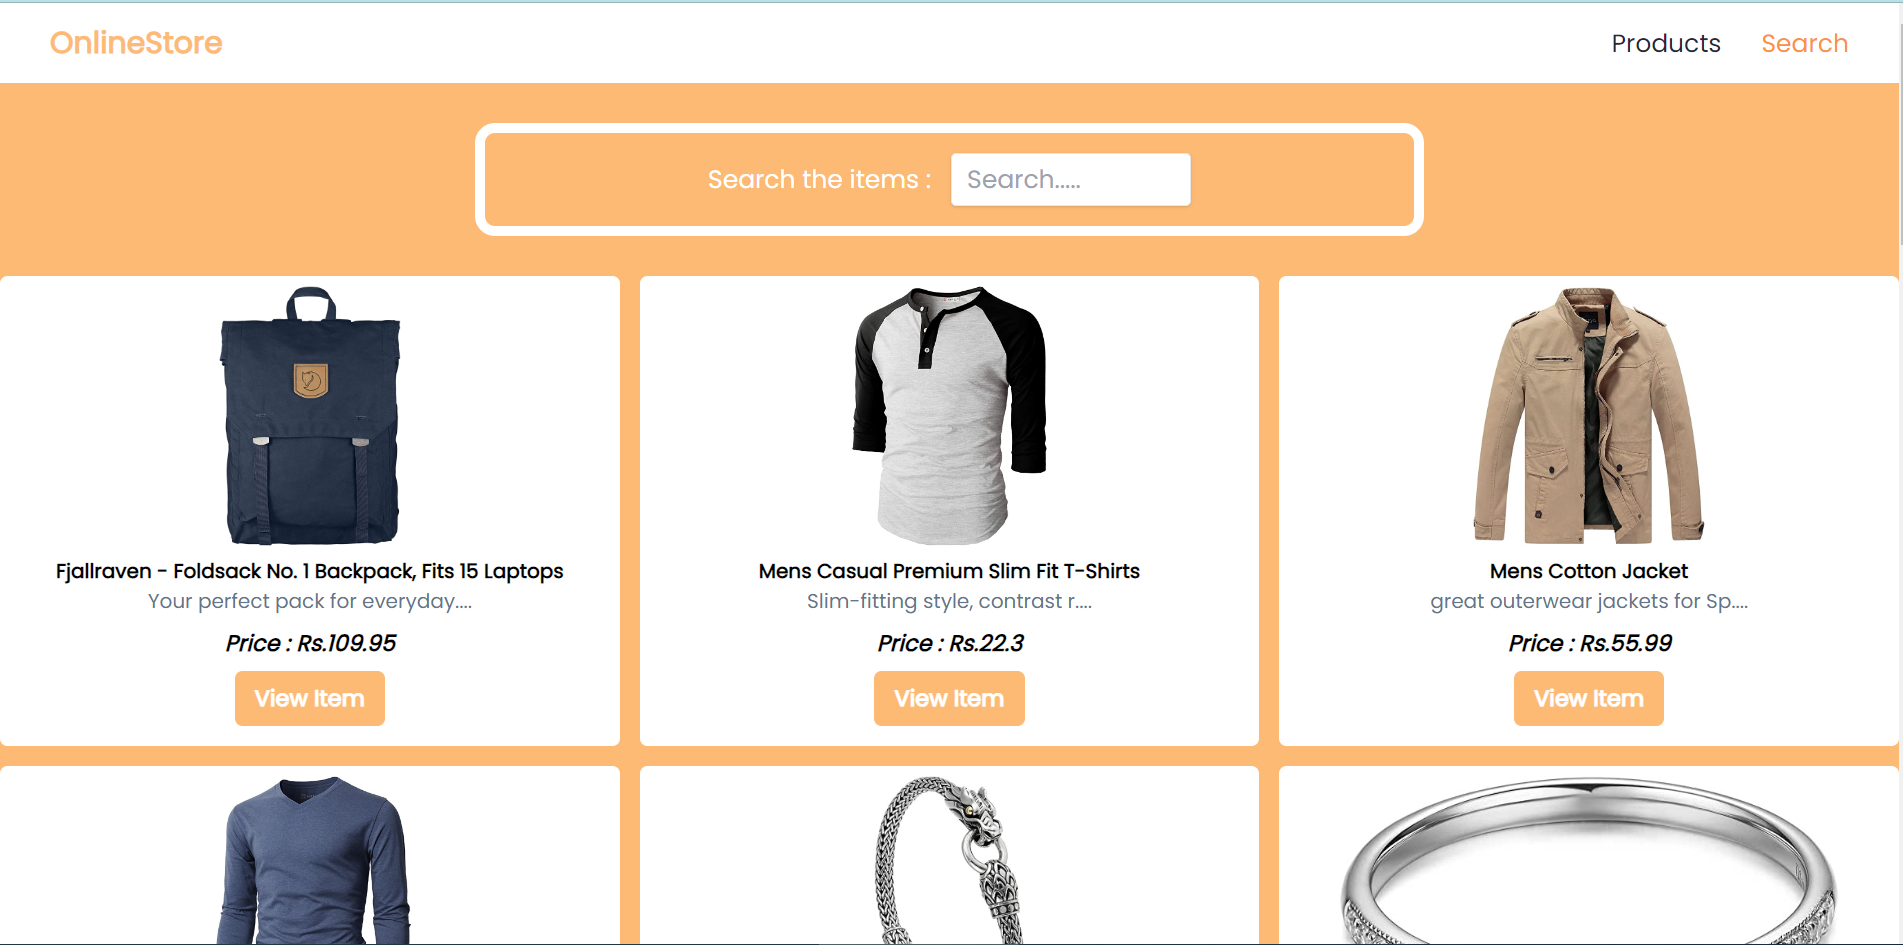 OnlineStore
Products
Search
Search the items :
Search.....
Fjallraven - Foldsack No. 1 Backpack, Fits 15 Laptops
Your perfect pack for everyday....
Price : Rs.109.95
View Item
Mens Casual Premium Slim Fit T-Shirts
Slim-fitting style, contrast r....
Price : Rs.22.3
View Item
Mens Cotton Jacket
great outerwear jackets for Sp....
Price : Rs.55.99
View Item